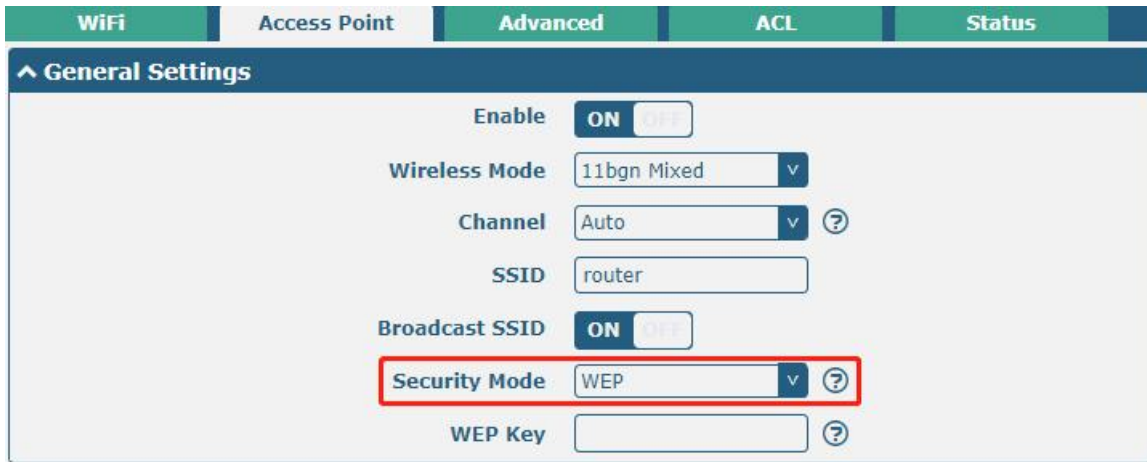 WiFi Access Point Advanced ACL Status
General Settings
Enable ON OFF
Wireless Mode 11bgn Mixed
Channel Auto ?
SSID router
Broadcast SSID ON OFF
Security Mode WEP ?
WEP Key ?